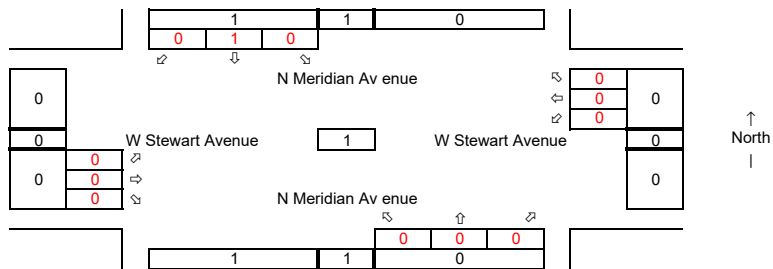 1 1 0
0 1 0
⬃ ⇩ ⬂
N Meridian Av enue
⬁ 0
0 ⇦ 0 0
⬃ 0
0 W Stewart Avenue 1 W Stewart Avenue 0
↑
North
|
0 ⬀
0 0 ⇨ 0
0 ⬂
N Meridian Av enue
⬁ ⇧ ⬀
0 0 0
1 1 0